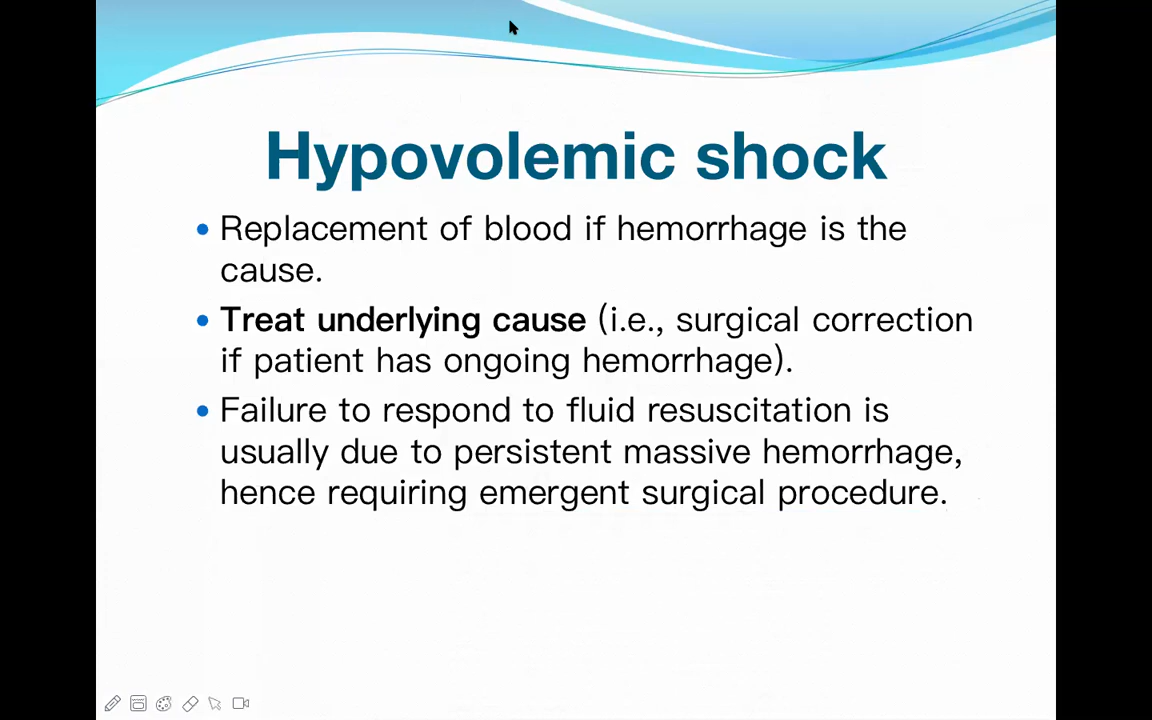 Hypovolemic shock
• Replacement of blood if hemorrhage is the
cause.
• Treat underlying cause (i.e., surgical correction
if patient has ongoing hemorrhage).
• Failure to respond to fluid resuscitation is
usually due to persistent massive hemorrhage,
hence requiring emergent surgical procedure.